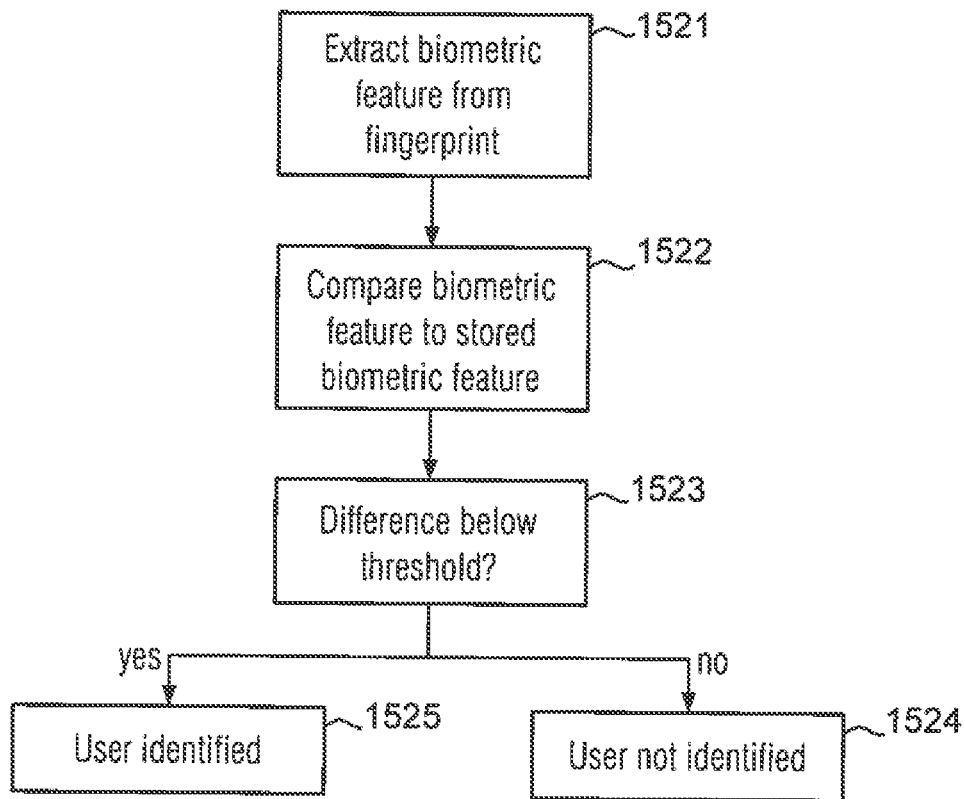 1521
Extract biometric
feature from
fingerprint
1522
Compare biometric
feature to stored
biometric feature
1523
Difference below
threshold?
yes
no
1525
User identified
1524
User not identified